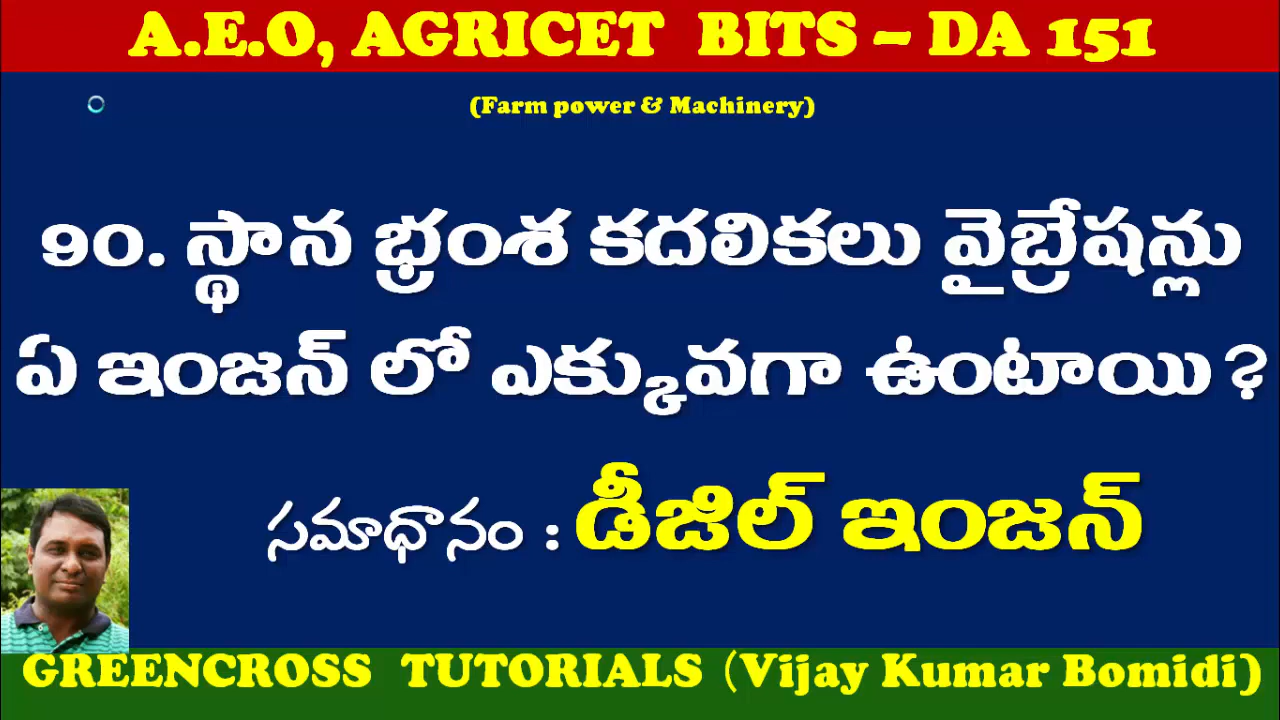 A.E.O, AGRICET BITS – DA 151
(Farm power & Machinery)
90. స్థాన భ్రంశ కదలికలు వైబ్రేషన్లు
ఏ ఇంజన్ లో ఎక్కువగా ఉంటాయి?
సమాధానం : డీజిల్ ఇంజన్
GREENCROSS TUTORIALS (Vijay Kumar Bomidi)